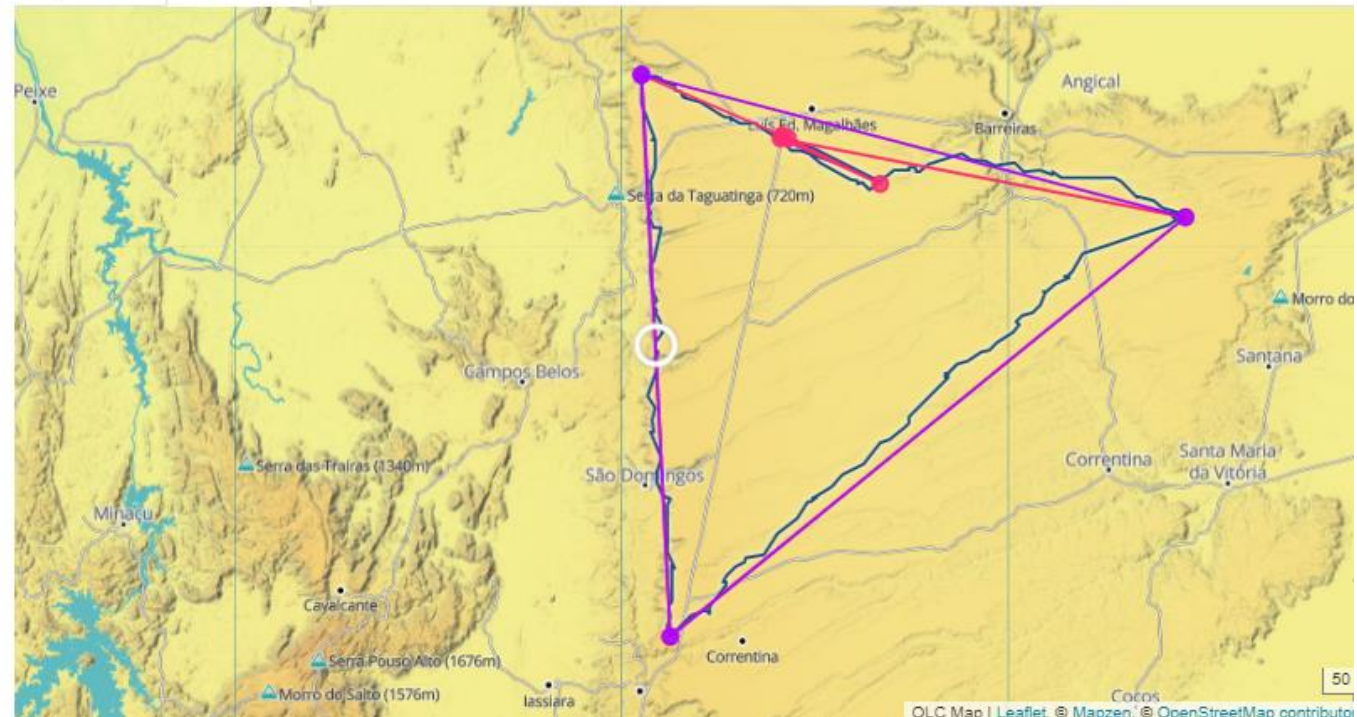 Peixe
Angical
Luís Ed. Magalhães
Barreiras
Serra da Taguatinga (720m)
Morro do
Campos Belos
Santana
Serra das Traíras (1340m)
São Domingos
Correntina
Santa Maria
da Vitória
Minaçu
Cavalcante
Correntina
Serra Pouso Alto (1676m)
Morro do Salto (1576m)
Iassiara
Cocos
50
OLC Map | Leaflet, © Mapzen, © OpenStreetMap contributor